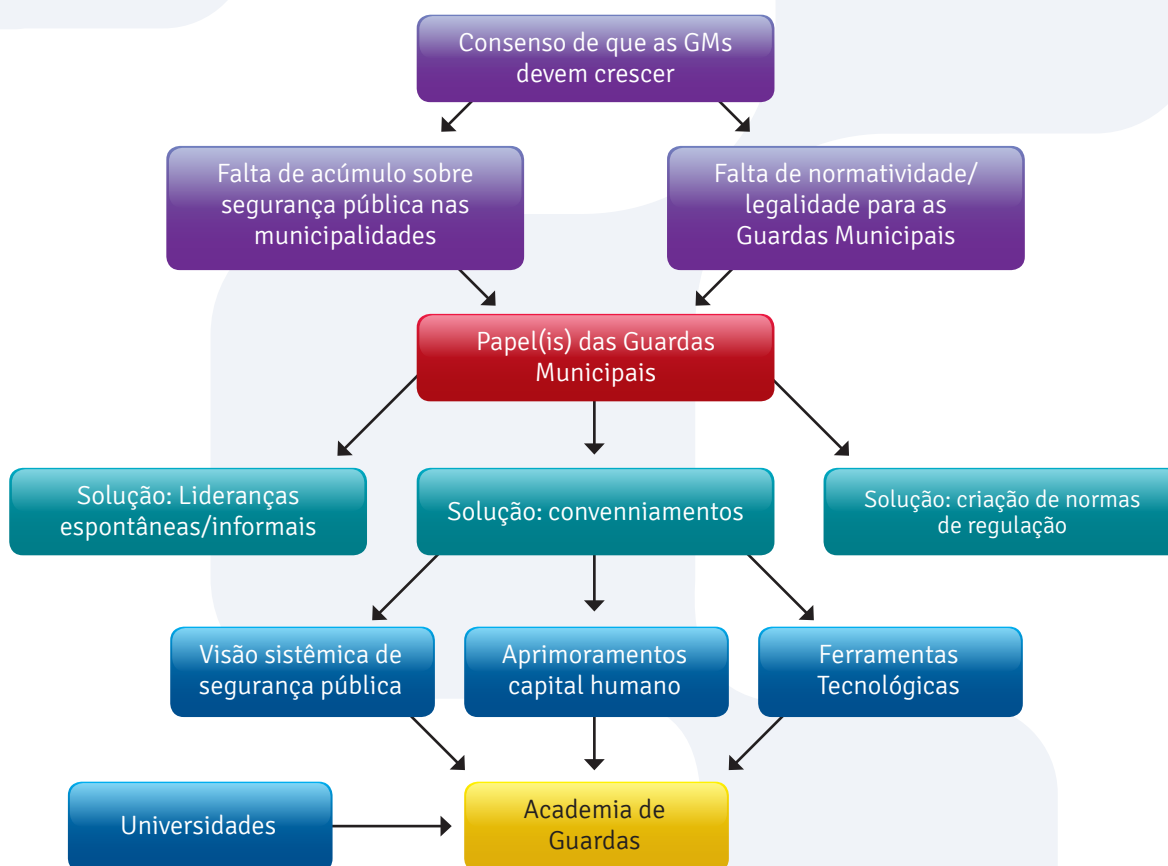 Consenso de que as GMs
devem crescer
Falta de acúmulo sobre
segurança pública nas
municipalidades
Falta de normatividade/
legalidade para as
Guardas Municipais
Papel(is) das Guardas
Municipais
Solução: Lideranças
espontâneas/informais
Solução: convenniamentos
Solução: criação de normas
de regulação
Visão sistêmica de
segurança pública
Aprimoramentos
capital humano
Ferramentas
Tecnológicas
Universidades
Academia de
Guardas